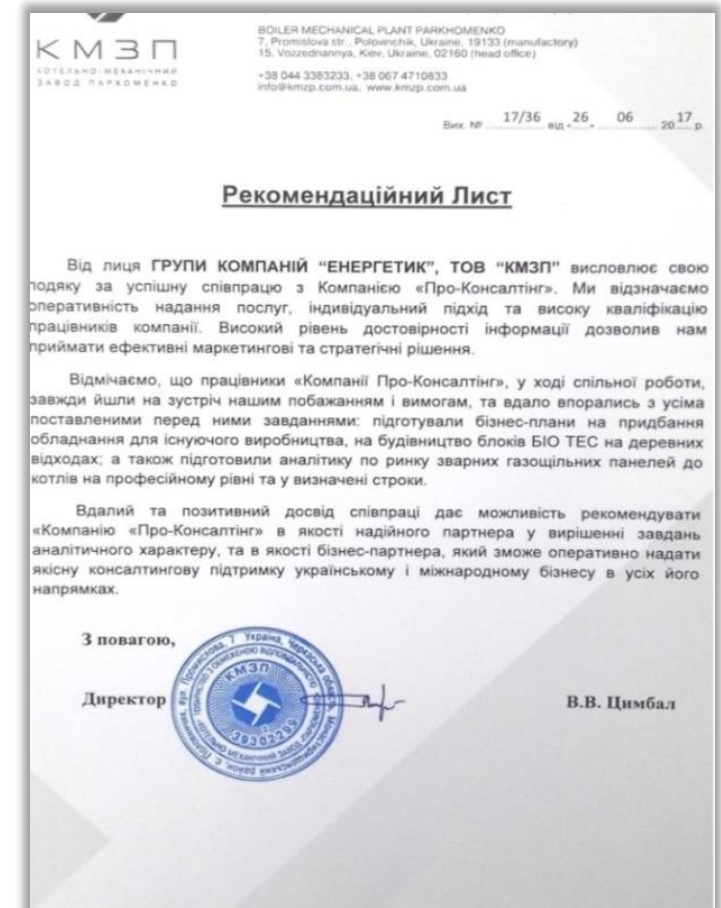 КМЗП
КОТЕЛЬНО-МЕХАНІЧНИЙ
ЗАВОД ПАРХОМЕНКО
BOILER MECHANICAL PLANT PARKHOMENKO
7, Promislova str., Polovinchik, Ukraine, 19133 (manufactory)
15, Vozzednannya, Kiev, Ukraine, 02160 (head office)
+38 044 3383233, +38 067 4710833
info@kmzp.com.ua, www.kmzp.com.ua
Вих. № 17/36 від "26" 06 2017 р.
Рекомендаційний Лист
Від лиця ГРУПИ КОМПАНІЙ "ЕНЕРГЕТИК", ТОВ "КМЗП" висловлює свою
подяку за успішну співпрацю з Компанією «Про-Консалтінг». Ми відзначаємо
оперативність надання послуг, індивідуальний підхід та високу кваліфікацію
працівників компанії. Високий рівень достовірності інформації дозволив нам
приймати ефективні маркетингові та стратегічні рішення.
Відмічаємо, що працівники «Компанії Про-Консалтінг», у ході спільної роботи,
завжди йшли на зустріч нашим побажанням і вимогам, та вдало впорались з усіма
поставленими перед ними завданнями: підготували бізнес-плани на придбання
обладнання для існуючого виробництва, на будівництво блоків БІО ТЕС на деревних
відходах; а також підготовили аналітику по ринку зварних газощільних панелей до
котлів на професійному рівні та у визначені строки.
Вдалий та позитивний досвід співпраці дає можливість рекомендувати
«Компанію «Про-Консалтінг» в якості надійного партнера у вирішенні завдань
аналітичного характеру, та в якості бізнес-партнера, який зможе оперативно надати
якісну консалтингову підтримку українському і міжнародному бізнесу в усіх його
напрямках.
З повагою,
Директор
В.В. Цимбал
КМЗП
39302299